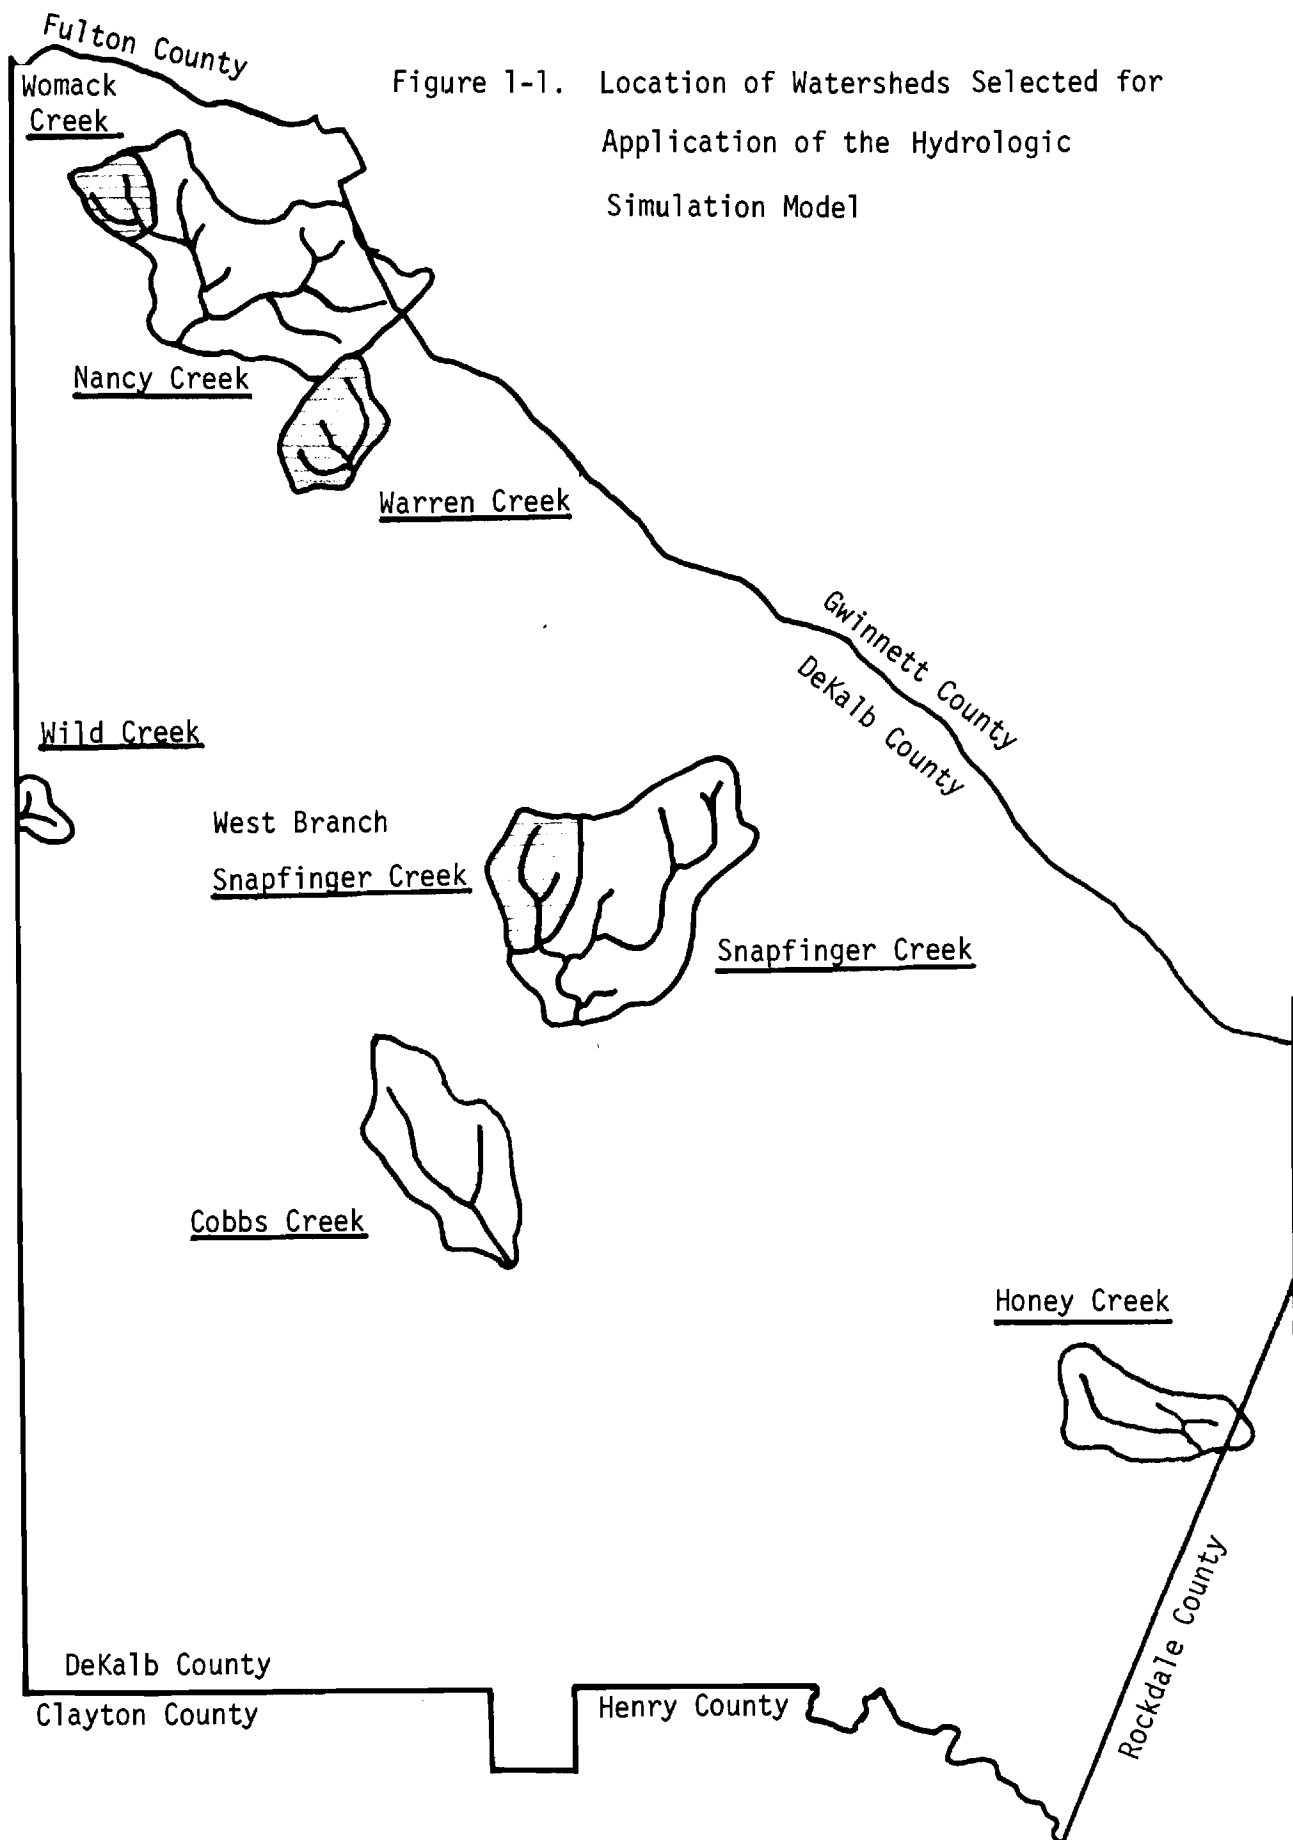 Fulton County
Figure 1-1. Location of Watersheds Selected for
Application of the Hydrologic
Simulation Model
Womack
Creek
Nancy Creek
Warren Creek
Gwinnett County
DeKalb County
Wild Creek
West Branch
Snapfinger Creek
Snapfinger Creek
Cobbs Creek
Honey Creek
Rockdale County
DeKalb County
Clayton County
Henry County